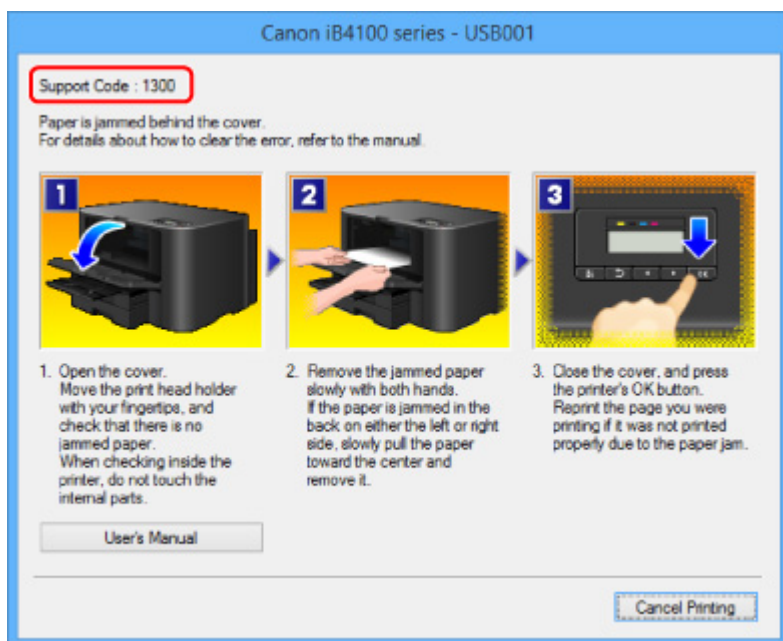 Canon iB4100 series - USB001
Support Code : 1300
Paper is jammed behind the cover.
For details about how to clear the error, refer to the manual.
1
2
3
OK
1. Open the cover.
Move the print head holder
with your fingertips, and
check that there is no
jammed paper.
When checking inside the
printer, do not touch the
internal parts.
2. Remove the jammed paper
slowly with both hands.
If the paper is jammed in the
back on either the left or right
side, slowly pull the paper
toward the center and
remove it.
3. Close the cover, and press
the printer's OK button.
Reprint the page you were
printing if it was not printed
properly due to the paper jam.
User's Manual
Cancel Printing